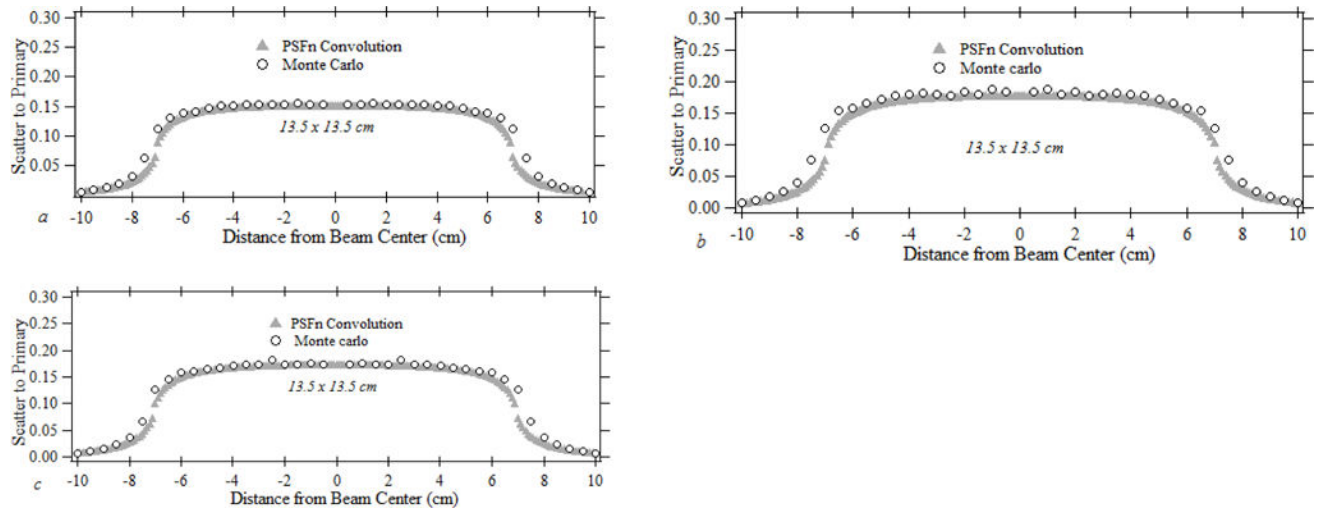 0.30
0.25
0.20
0.15
0.10
0.05
Scatter to Primary
PSFn Convolution
Monte Carlo
13.5 x 13.5 cm
a
-10 -8 -6 -4 -2 0 2 4 6 8 10
Distance from Beam Center (cm)
0.30
0.25
0.20
0.15
0.10
0.05
0.00
Scatter to Primary
PSFn Convolution
Monte carlo
13.5 x 13.5 cm
b
-10 -8 -6 -4 -2 0 2 4 6 8 10
Distance from Beam Center (cm)
0.30
0.25
0.20
0.15
0.10
0.05
0.00
Scatter to Primary
PSFn Convolution
Monte carlo
13.5 x 13.5 cm
c
-10 -8 -6 -4 -2 0 2 4 6 8 10
Distance from Beam Center (cm)